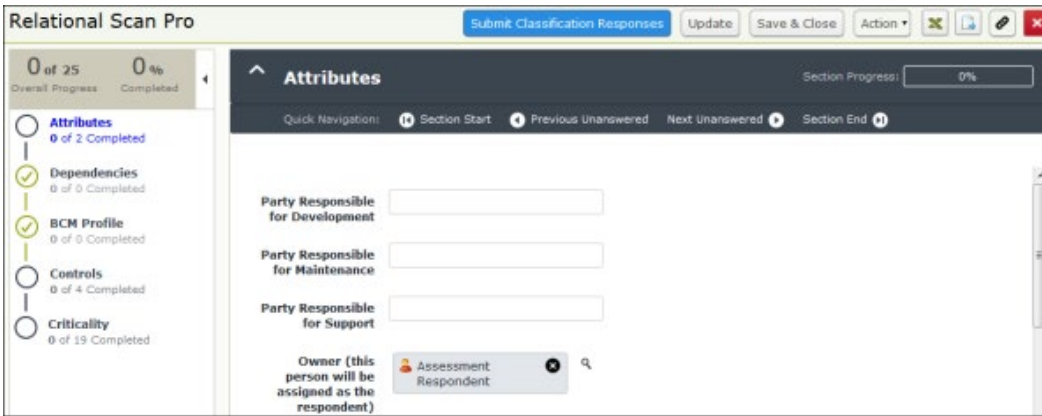 Relational Scan Pro
Submit Classification Responses
Update
Save & Close
Action
0 of 25
0 %
Overall Progress
Completed
Attributes
0 of 2 Completed
Dependencies
0 of 0 Completed
BCM Profile
0 of 0 Completed
Controls
0 of 4 Completed
Criticality
0 of 19 Completed
Attributes
Section Progress:
0%
Quick Navigation:
Section Start
Previous Unanswered
Next Unanswered
Section End
Party Responsible
for Development
Party Responsible
for Maintenance
Party Responsible
for Support
Owner (this
person will be
assigned as the
respondent)
Assessment
Respondent